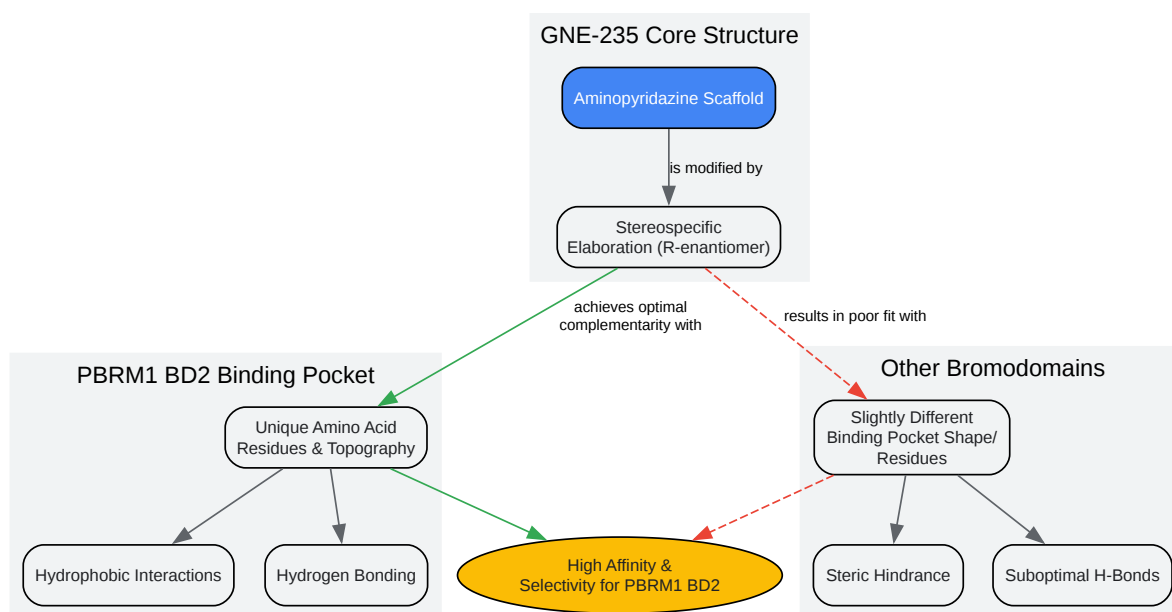 GNE-235 Core Structure
Aminopyridazine Scaffold
is modified by
Stereospecific
Elaboration (R-enantiomer)
achieves optimal
complementarity with
results in poor fit with
PBRM1 BD2 Binding Pocket
Unique Amino Acid
Residues & Topography
Hydrophobic Interactions
Hydrogen Bonding
High Affinity &
Selectivity for PBRM1 BD2
Other Bromodomains
Slightly Different
Binding Pocket Shape/
Residues
Steric Hindrance
Suboptimal H-Bonds